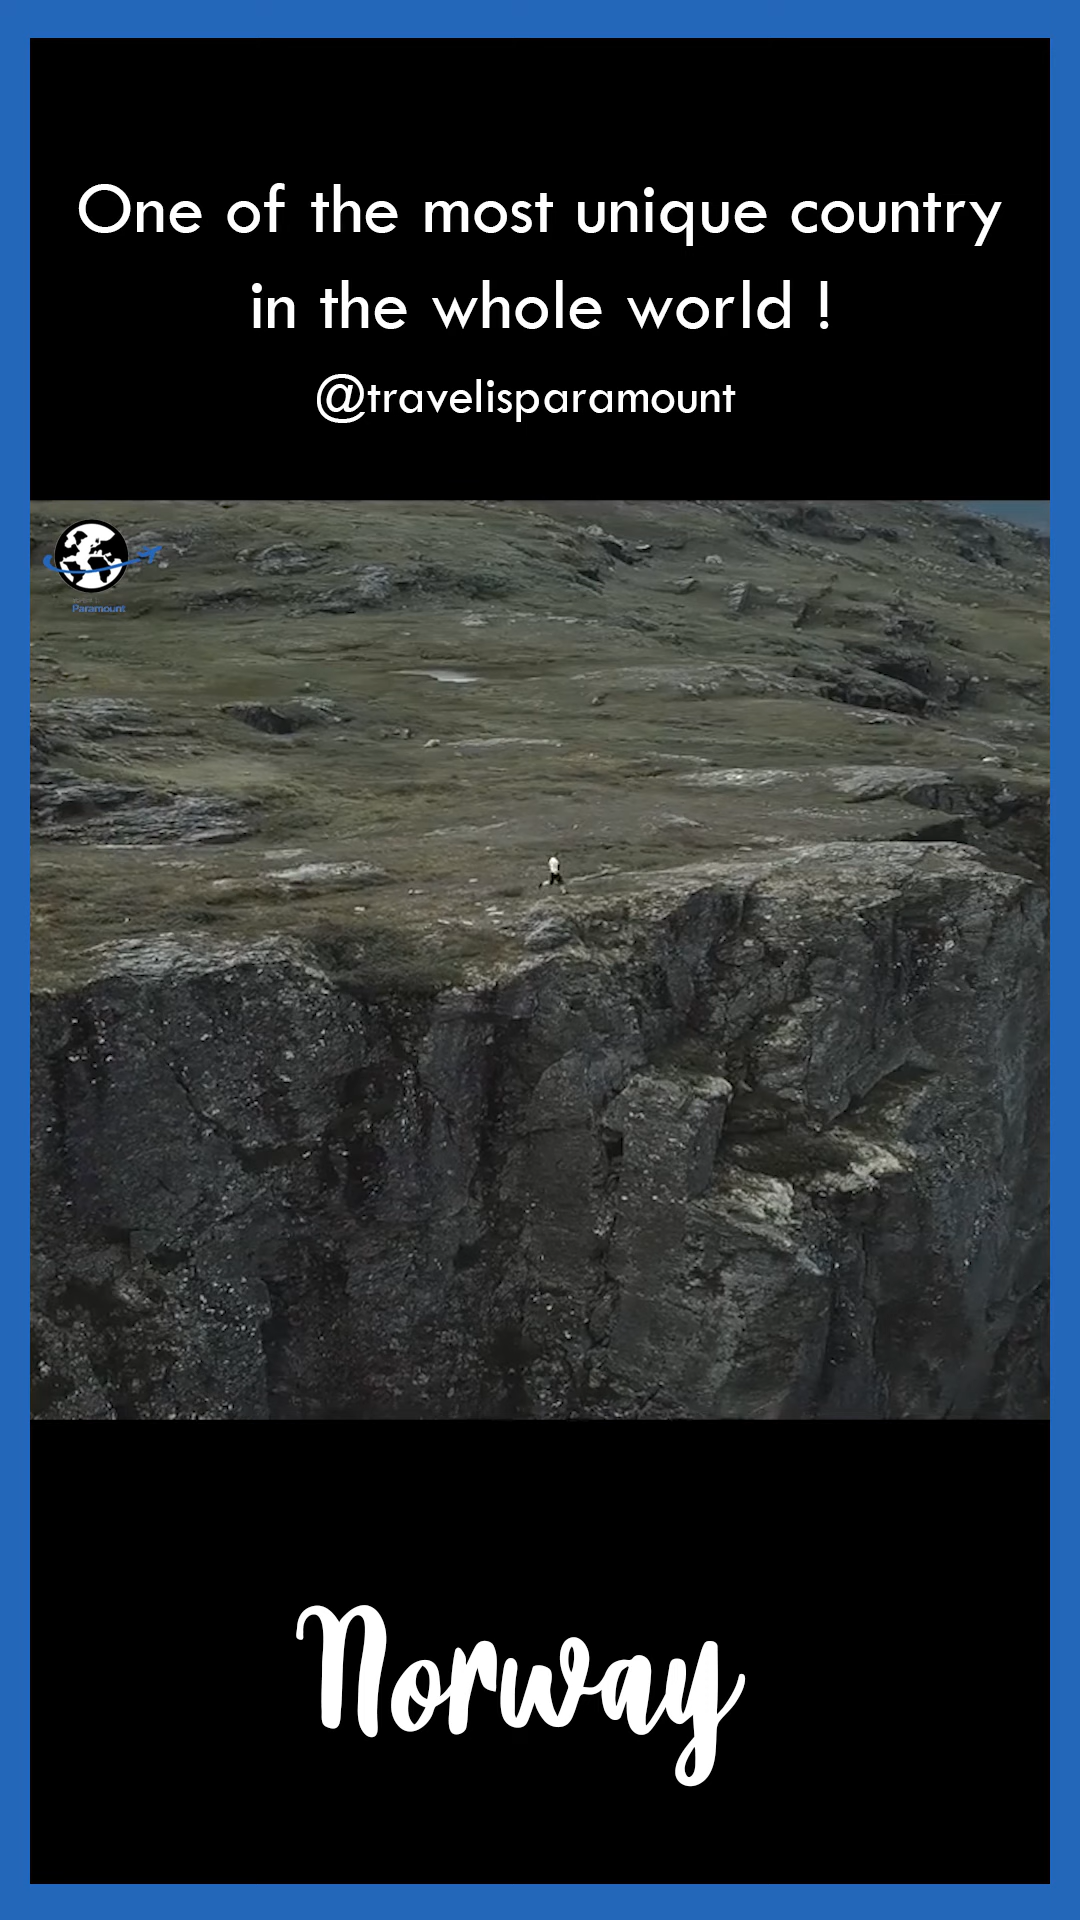 One of the most unique country
in the whole world !
@travelisparamount
Paramount
Norway